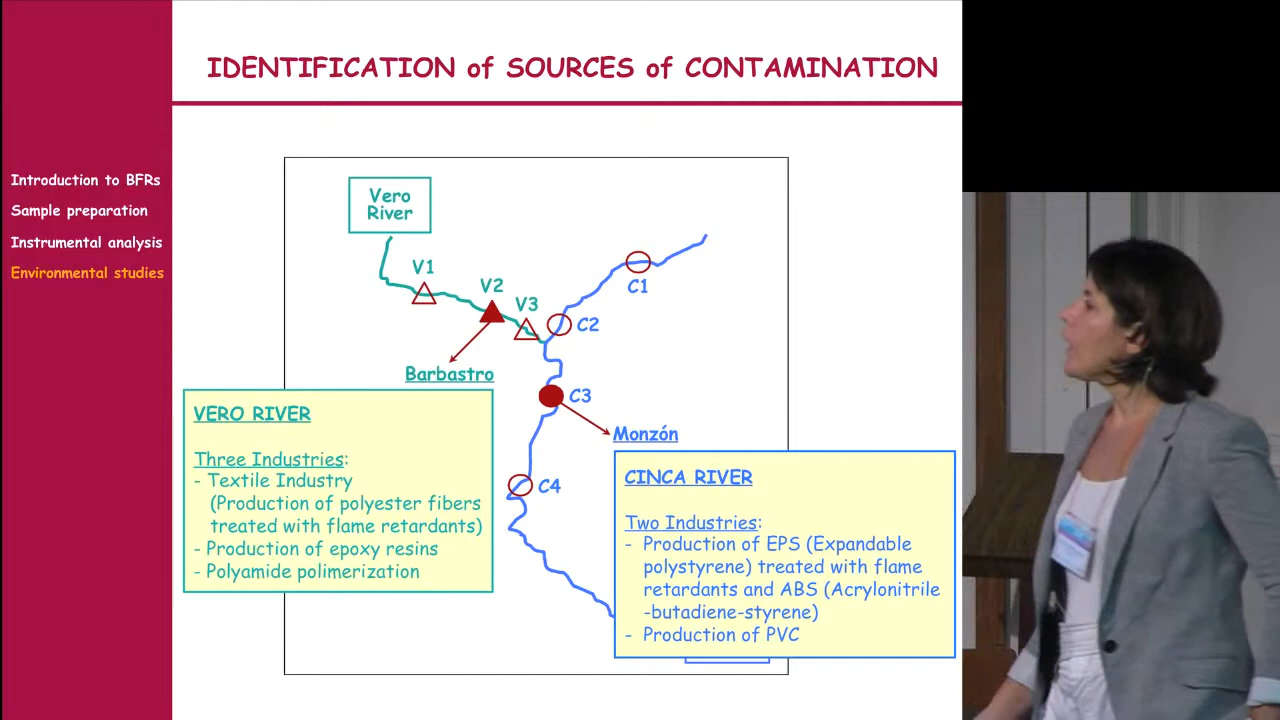 IDENTIFICATION of SOURCES of CONTAMINATION
Introduction to BFRs
Sample preparation
Instrumental analysis
Environmental studies
Vero
River
V1
V2
V3
C1
C2
Barbastro
C3
Monzón
C4
VERO RIVER
Three Industries:
- Textile Industry
(Production of polyester fibers
treated with flame retardants)
- Production of epoxy resins
- Polyamide polimerization
CINCA RIVER
Two Industries:
- Production of EPS (Expandable
polystyrene) treated with flame
retardants and ABS (Acrylonitrile
-butadiene-styrene)
- Production of PVC